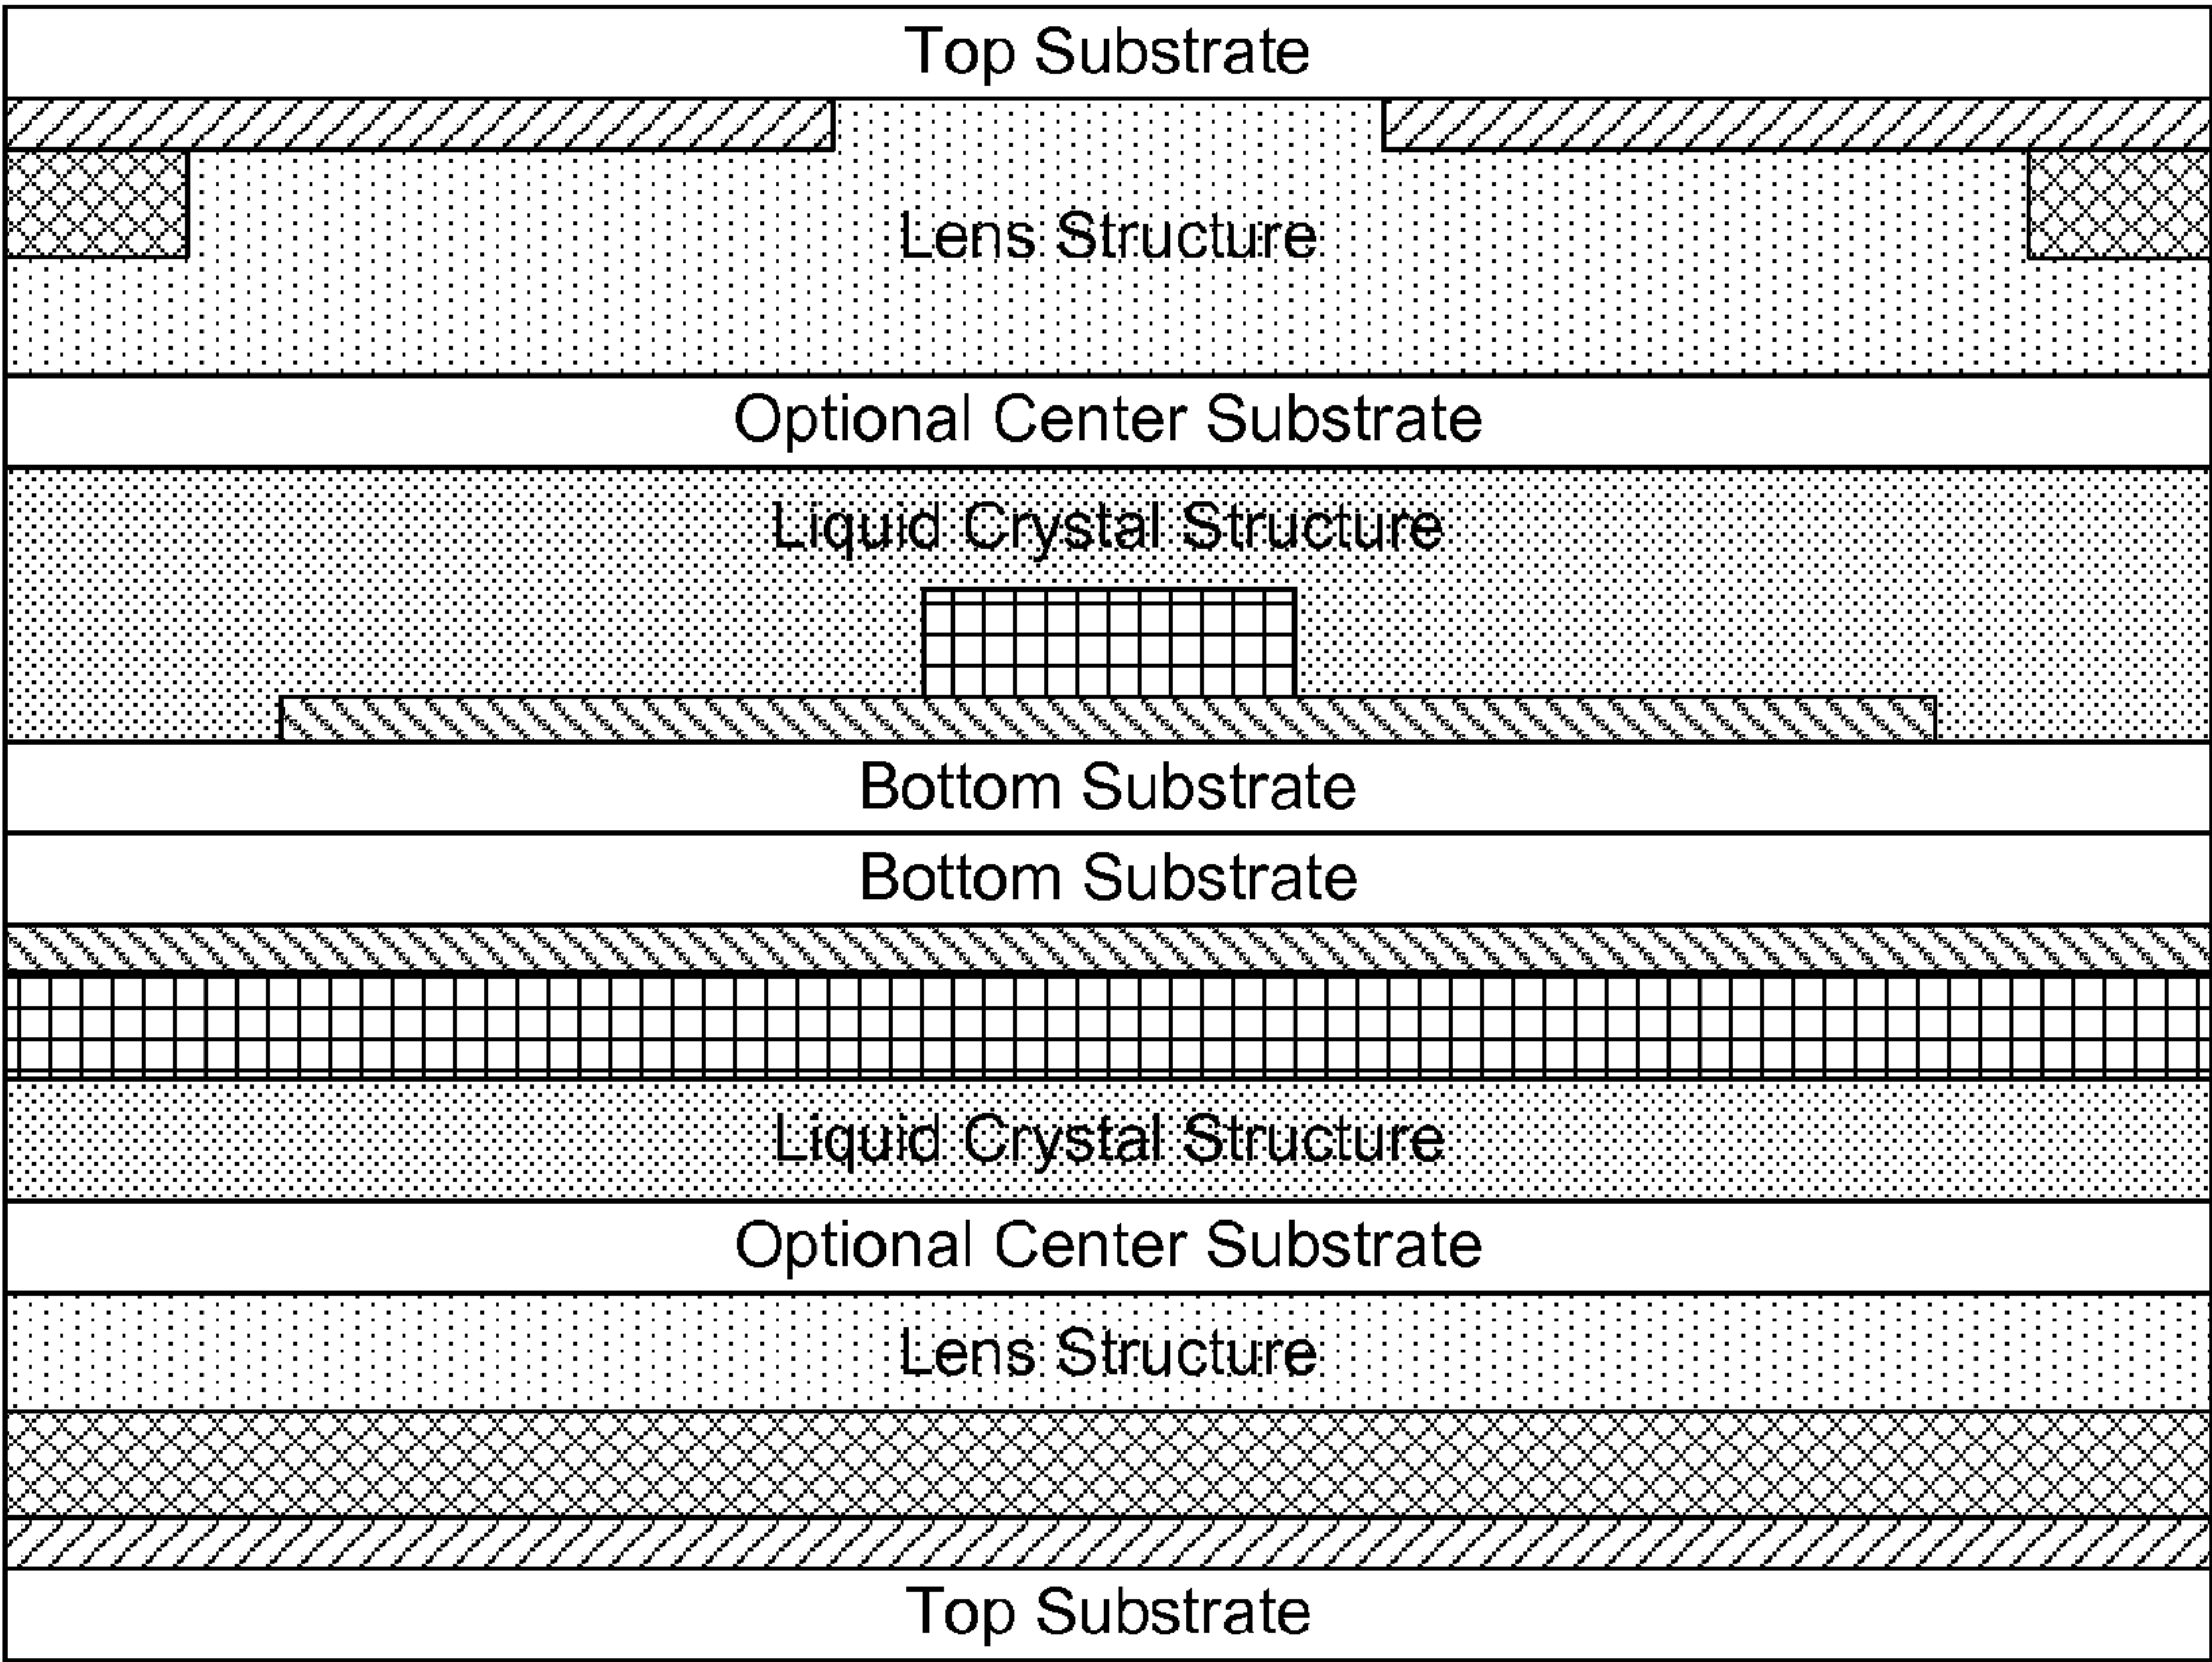 Top Substrate
Lens Structure
Optional Center Substrate
Liquid Crystal Structure
Bottom Substrate
Bottom Substrate
Liquid Crystal Structure
Optional Center Substrate
Lens Structure
Top Substrate